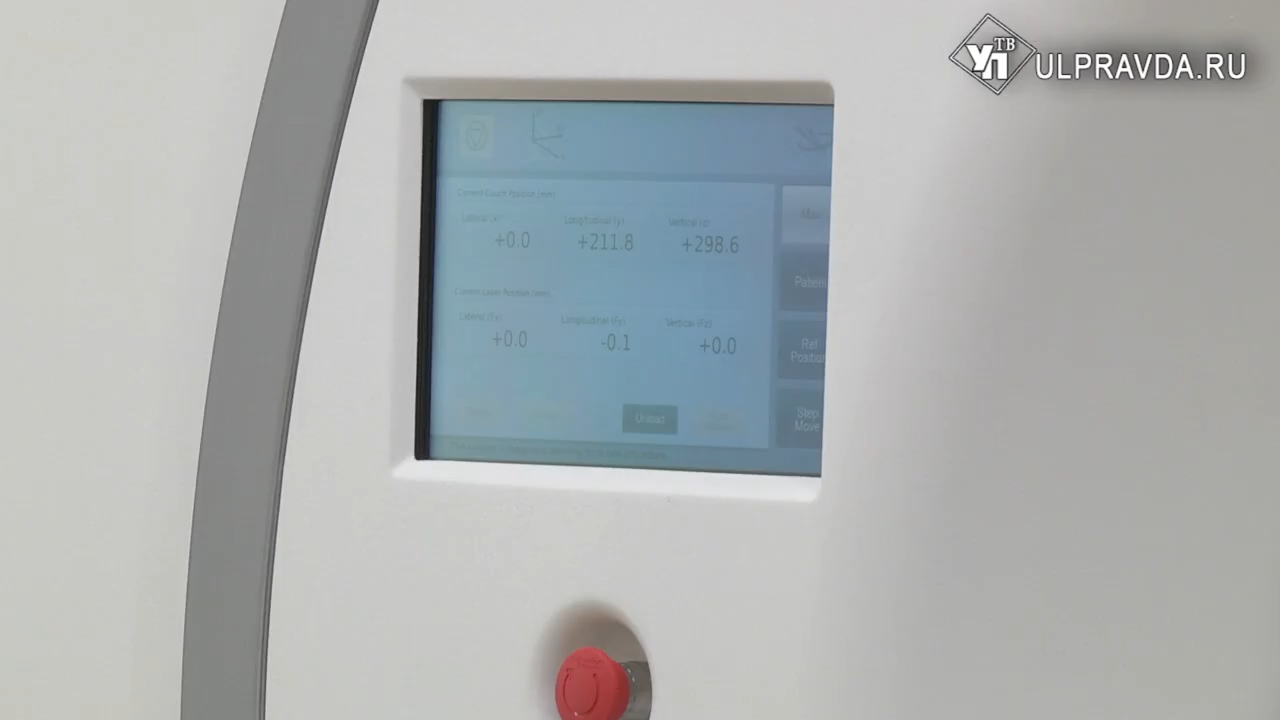 УП ТВ
ULPRAVDA.RU
Current Couch Position (mm)
Lateral (x) Longitudinal (y) Vertical (z)
+0.0 +211.8 +298.6
Current Laser Position (mm)
Lateral (Fx) Longitudinal (Fy) Vertical (Fz)
+0.0 -0.1 +0.0
Unload
Patient
Ref
Position
Step
Move